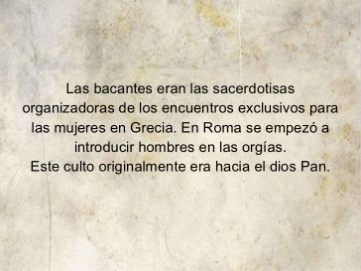 Las bacantes eran las sacerdotisas
organizadoras de los encuentros exclusivos para
las mujeres en Grecia. En Roma se empezó a
introducir hombres en las orgías.
Este culto originalmente era hacia el dios Pan.